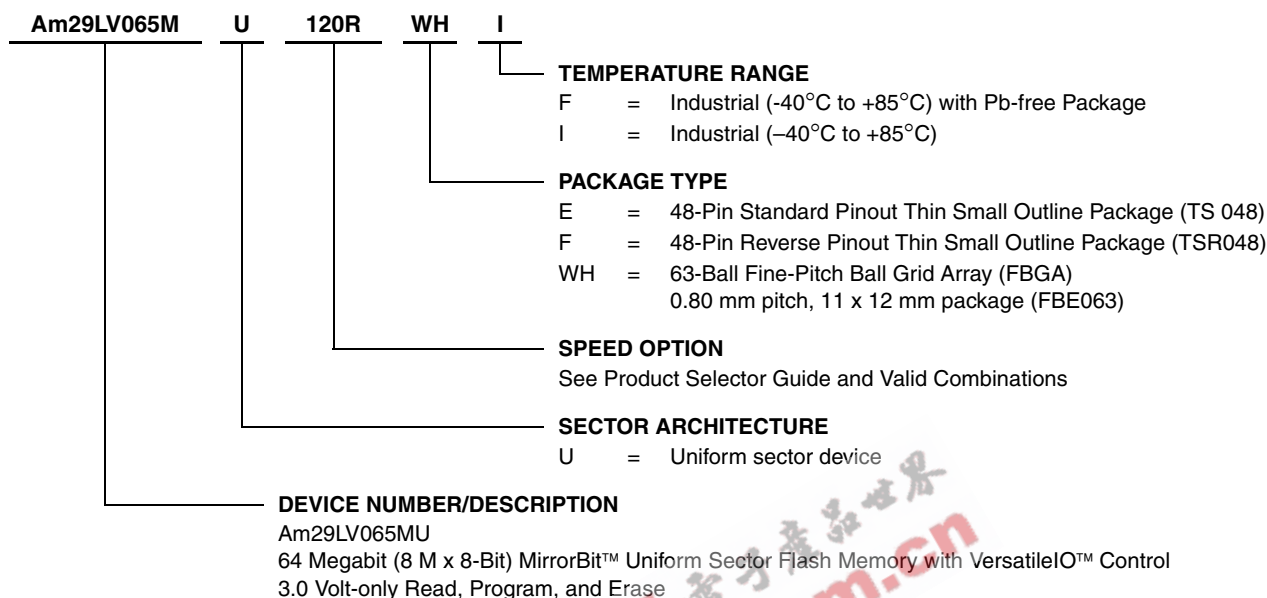 Am29LV065M U 120R WH I
TEMPERATURE RANGE
F = Industrial (-40°C to +85°C) with Pb-free Package
I = Industrial (–40°C to +85°C)
PACKAGE TYPE
E = 48-Pin Standard Pinout Thin Small Outline Package (TS 048)
F = 48-Pin Reverse Pinout Thin Small Outline Package (TSR048)
WH = 63-Ball Fine-Pitch Ball Grid Array (FBGA)
0.80 mm pitch, 11 x 12 mm package (FBE063)
SPEED OPTION
See Product Selector Guide and Valid Combinations
SECTOR ARCHITECTURE
U = Uniform sector device
DEVICE NUMBER/DESCRIPTION
Am29LV065MU
64 Megabit (8 M x 8-Bit) MirrorBit™ Uniform Sector Flash Memory with VersatileIO™ Control
3.0 Volt-only Read, Program, and Erase